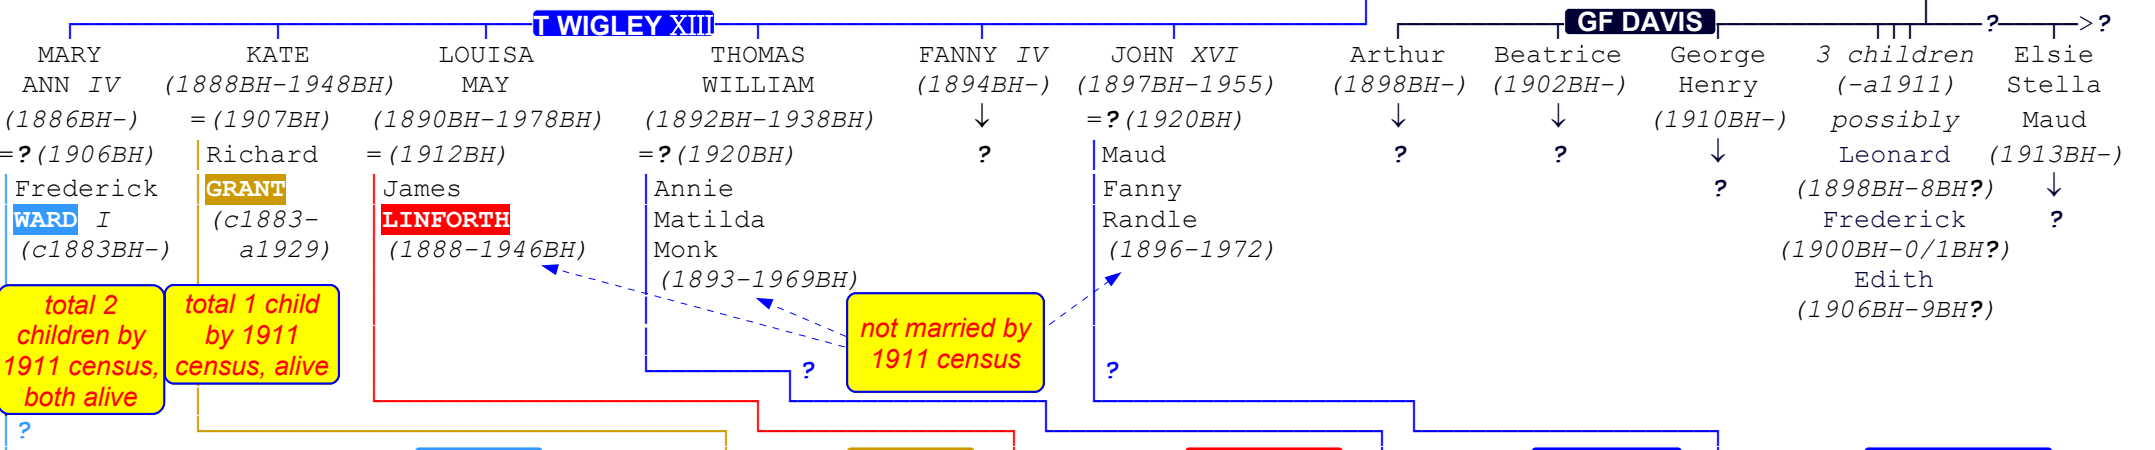 T WIGLEY XIII
GF DAVIS
? > ?
MARY
ANN IV
(1886BH-)
=?(1906BH)
Frederick
WARD I
(c1883BH-)
total 2
children by
1911 census,
both alive
?
KATE
(1888BH-1948BH)
=(1907BH)
Richard
GRANT
(c1883-
a1929)
total 1 child
by 1911
census, alive
LOUISA
MAY
(1890BH-1978BH)
=(1912BH)
James
LINFORTH
(1888-1946BH)
THOMAS
WILLIAM
(1892BH-1938BH)
=?(1920BH)
Annie
Matilda
Monk
(1893-1969BH)
?
not married by
1911 census
FANNY IV
(1894BH-)
↓
?
JOHN XVI
(1897BH-1955)
=?(1920BH)
Maud
Fanny
Randle
(1896-1972)
?
Arthur
(1898BH-)
↓
?
Beatrice
(1902BH-)
↓
?
George
Henry
(1910BH-)
↓
?
3 children
(-a1911)
possibly
Leonard
(1898BH-8BH?)
Frederick
(1900BH-0/1BH?)
Edith
(1906BH-9BH?)
Elsie
Stella
Maud
(1913BH-)
↓
?